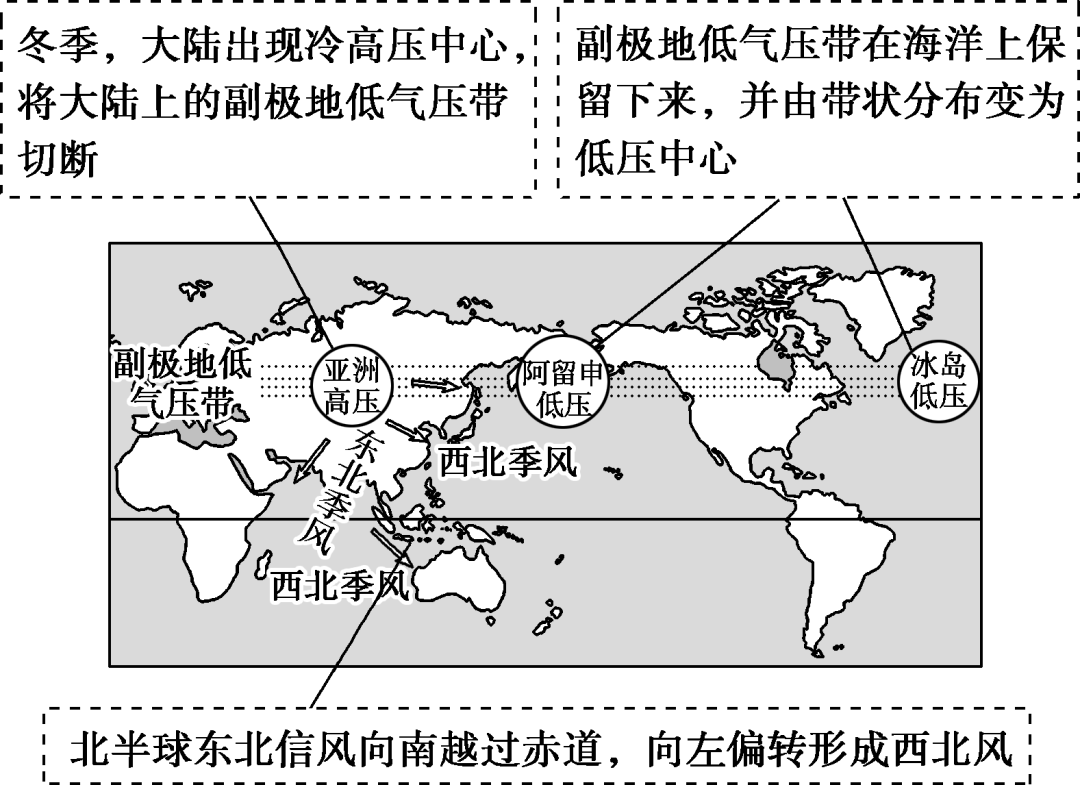 冬季，大陆出现冷高压中心，
将大陆上的副极地低气压带
切断
副极地低气压带在海洋上保
留下来，并由带状分布变为
低压中心
副极地低
气压带
亚洲
高压
阿留申
低压
冰岛
低压
东北季风
西北季风
西北季风
北半球东北信风向南越过赤道，向左偏转形成西北风